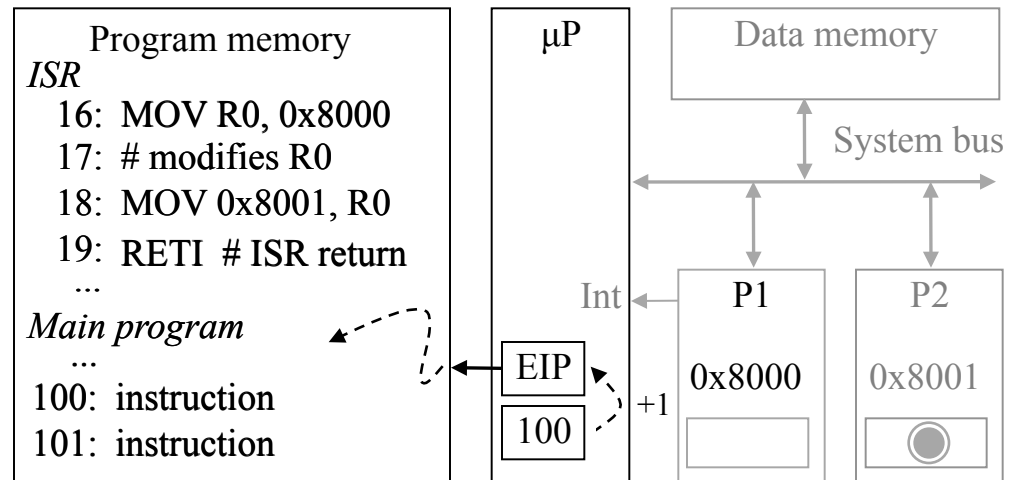 Program memory
ISR
16: MOV R0, 0x8000
17: # modifies R0
18: MOV 0x8001, R0
19: RETI # ISR return
...
Main program
...
100: instruction
101: instruction
μP
Int
EIP
100
+1
Data memory
System bus
P1
0x8000
P2
0x8001